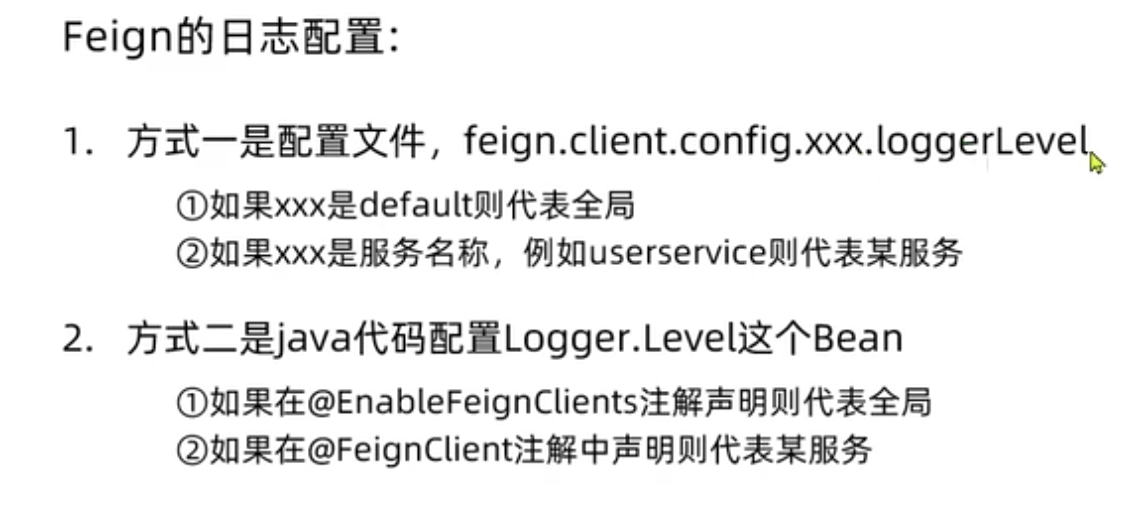 Feign的日志配置:
1. 方式一是配置文件，feign.client.config.xxx.loggerLevel
①如果xxx是default则代表全局
②如果xxx是服务名称，例如userservice则代表某服务
2. 方式二是java代码配置Logger.Level这个Bean
①如果在@EnableFeignClients注解声明则代表全局
②如果在@FeignClient注解中声明则代表某服务